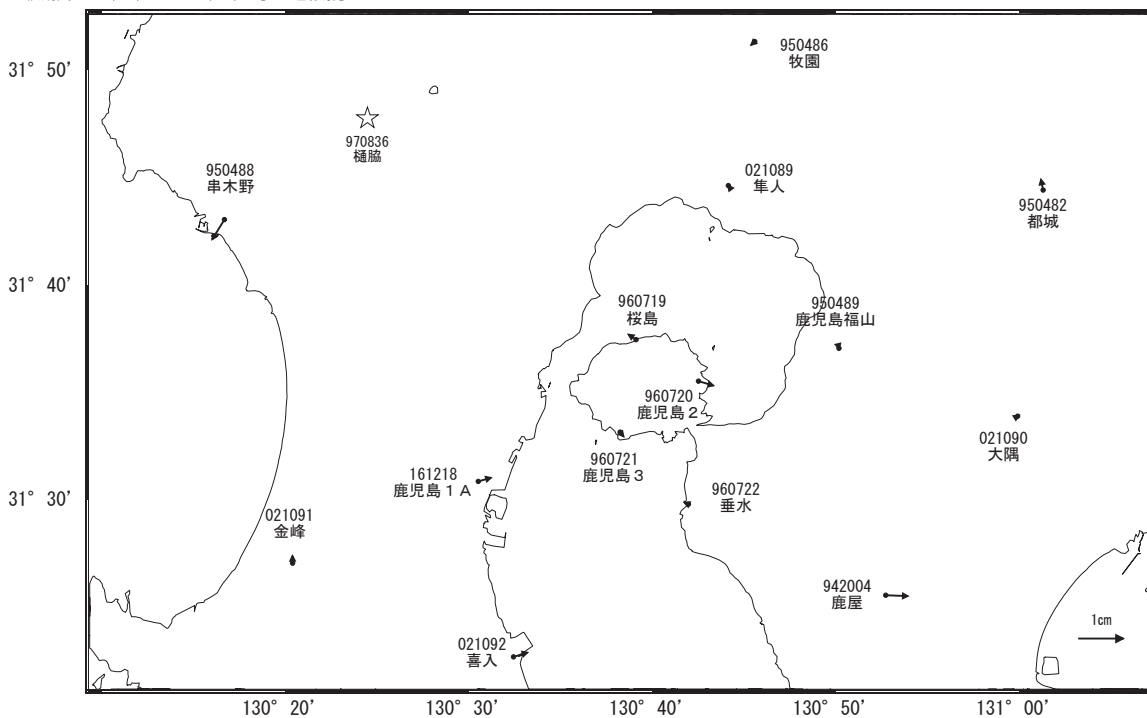 31° 50'
31° 40'
31° 30'
130° 20'
130° 30'
130° 40'
130° 50'
131° 00'
950486
牧園
970836
樋脇
950488
串木野
021089
隼人
950482
都城
960719
桜島
950489
鹿児島福山
960720
鹿児島2
021090
大隅
960721
鹿児島3
161218
鹿児島1A
960722
垂水
021091
金峰
942004
鹿屋
021092
喜入
1cm